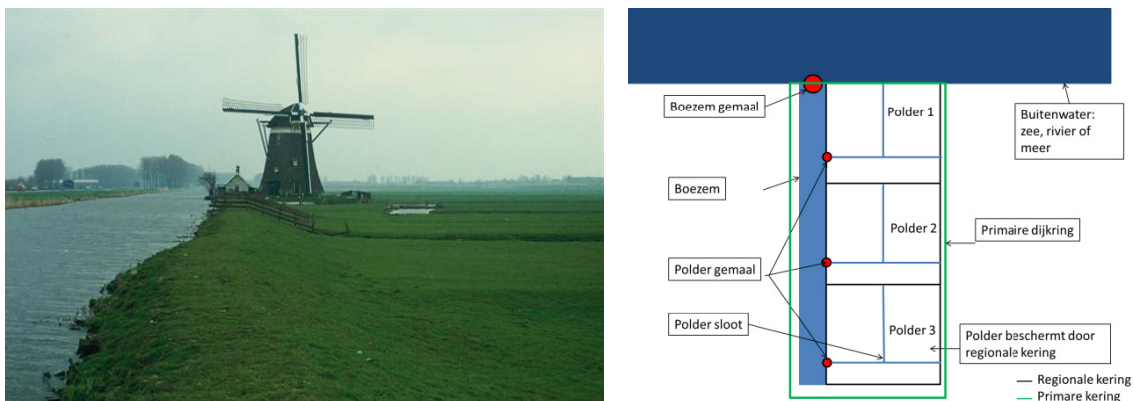 Boezem gemaal
Boezem
Polder gemaal
Polder sloot
Polder 1
Polder 2
Polder 3
Buitenwater:
zee, rivier of
meer
Primaire dijkring
Polder beschermt door
regionale kering
Regionale kering
Primare kering